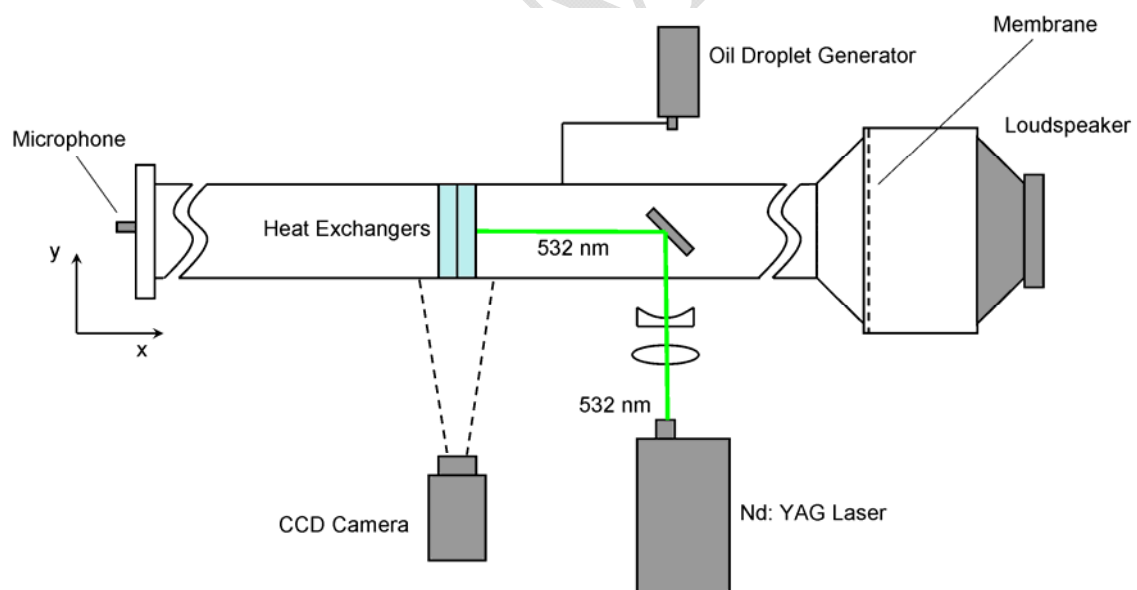 Membrane
Oil Droplet Generator
Loudspeaker
Microphone
Heat Exchangers
532 nm
y
x
532 nm
CCD Camera
Nd: YAG Laser